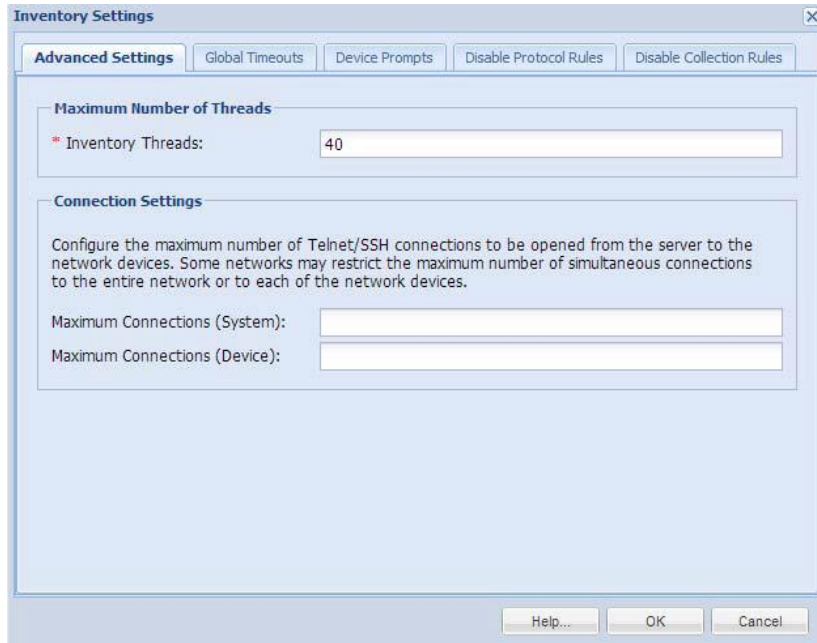 Inventory Settings
Advanced Settings Global Timeouts Device Prompts Disable Protocol Rules Disable Collection Rules
Maximum Number of Threads
* Inventory Threads: 40
Connection Settings
Configure the maximum number of Telnet/SSH connections to be opened from the server to the
network devices. Some networks may restrict the maximum number of simultaneous connections
to the entire network or to each of the network devices.
Maximum Connections (System):
Maximum Connections (Device):
Help... OK Cancel